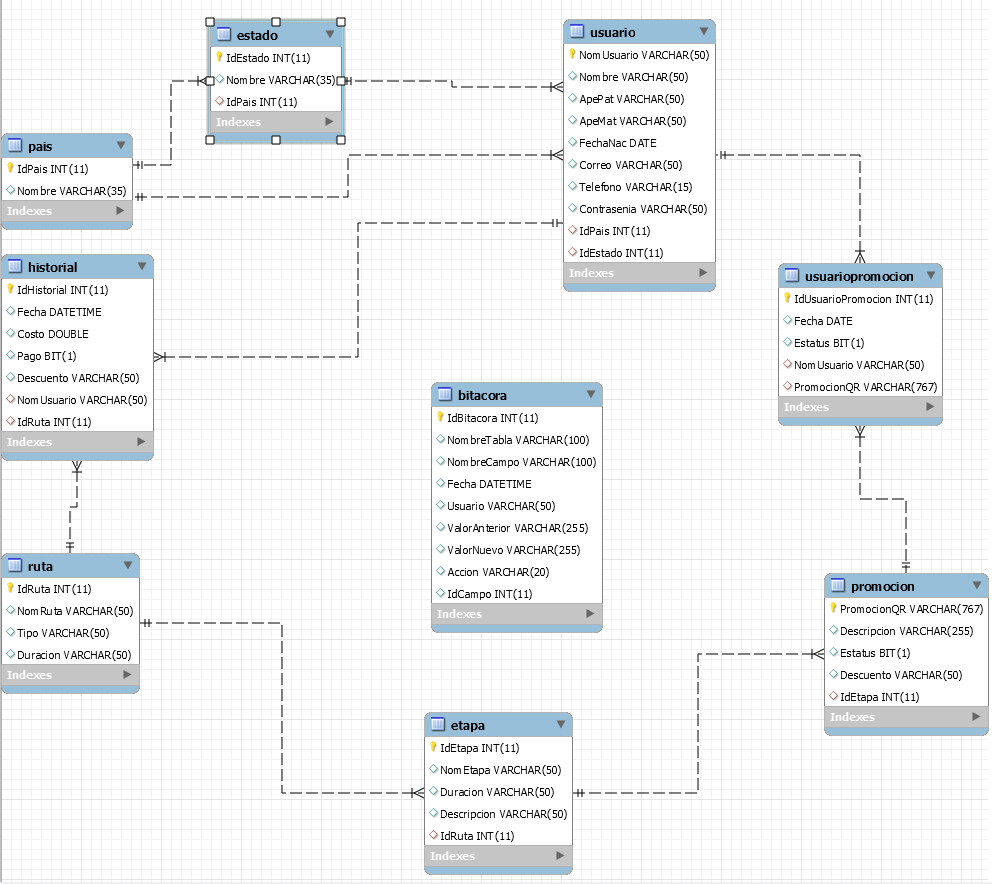 estado
IdEstado INT(11)
Nombre VARCHAR(35)
IdPais INT(11)
Indexes
usuario
NomUsuario VARCHAR(50)
Nombre VARCHAR(50)
ApePat VARCHAR(50)
ApeMat VARCHAR(50)
FechaNac DATE
Correo VARCHAR(50)
Telefono VARCHAR(15)
Contrasenia VARCHAR(50)
IdPais INT(11)
IdEstado INT(11)
Indexes
pais
IdPais INT(11)
Nombre VARCHAR(35)
Indexes
historial
IdHistorial INT(11)
Fecha DATETIME
Costo DOUBLE
Pago BIT(1)
Descuento VARCHAR(50)
NomUsuario VARCHAR(50)
IdRuta INT(11)
Indexes
usuariopromocion
IdUsuarioPromocion INT(11)
Fecha DATE
Estatus BIT(1)
NomUsuario VARCHAR(50)
PromocionQR VARCHAR(767)
Indexes
bitacora
IdBitacora INT(11)
NombreTabla VARCHAR(100)
NombreCampo VARCHAR(100)
Fecha DATETIME
Usuario VARCHAR(50)
ValorAnterior VARCHAR(255)
ValorNuevo VARCHAR(255)
Accion VARCHAR(20)
IdCampo INT(11)
Indexes
ruta
IdRuta INT(11)
NomRuta VARCHAR(50)
Tipo VARCHAR(50)
Duracion VARCHAR(50)
Indexes
promocion
PromocionQR VARCHAR(767)
Descripcion VARCHAR(255)
Estatus BIT(1)
Descuento VARCHAR(50)
IdEtapa INT(11)
Indexes
etapa
IdEtapa INT(11)
NomEtapa VARCHAR(50)
Duracion VARCHAR(50)
Descripcion VARCHAR(50)
IdRuta INT(11)
Indexes